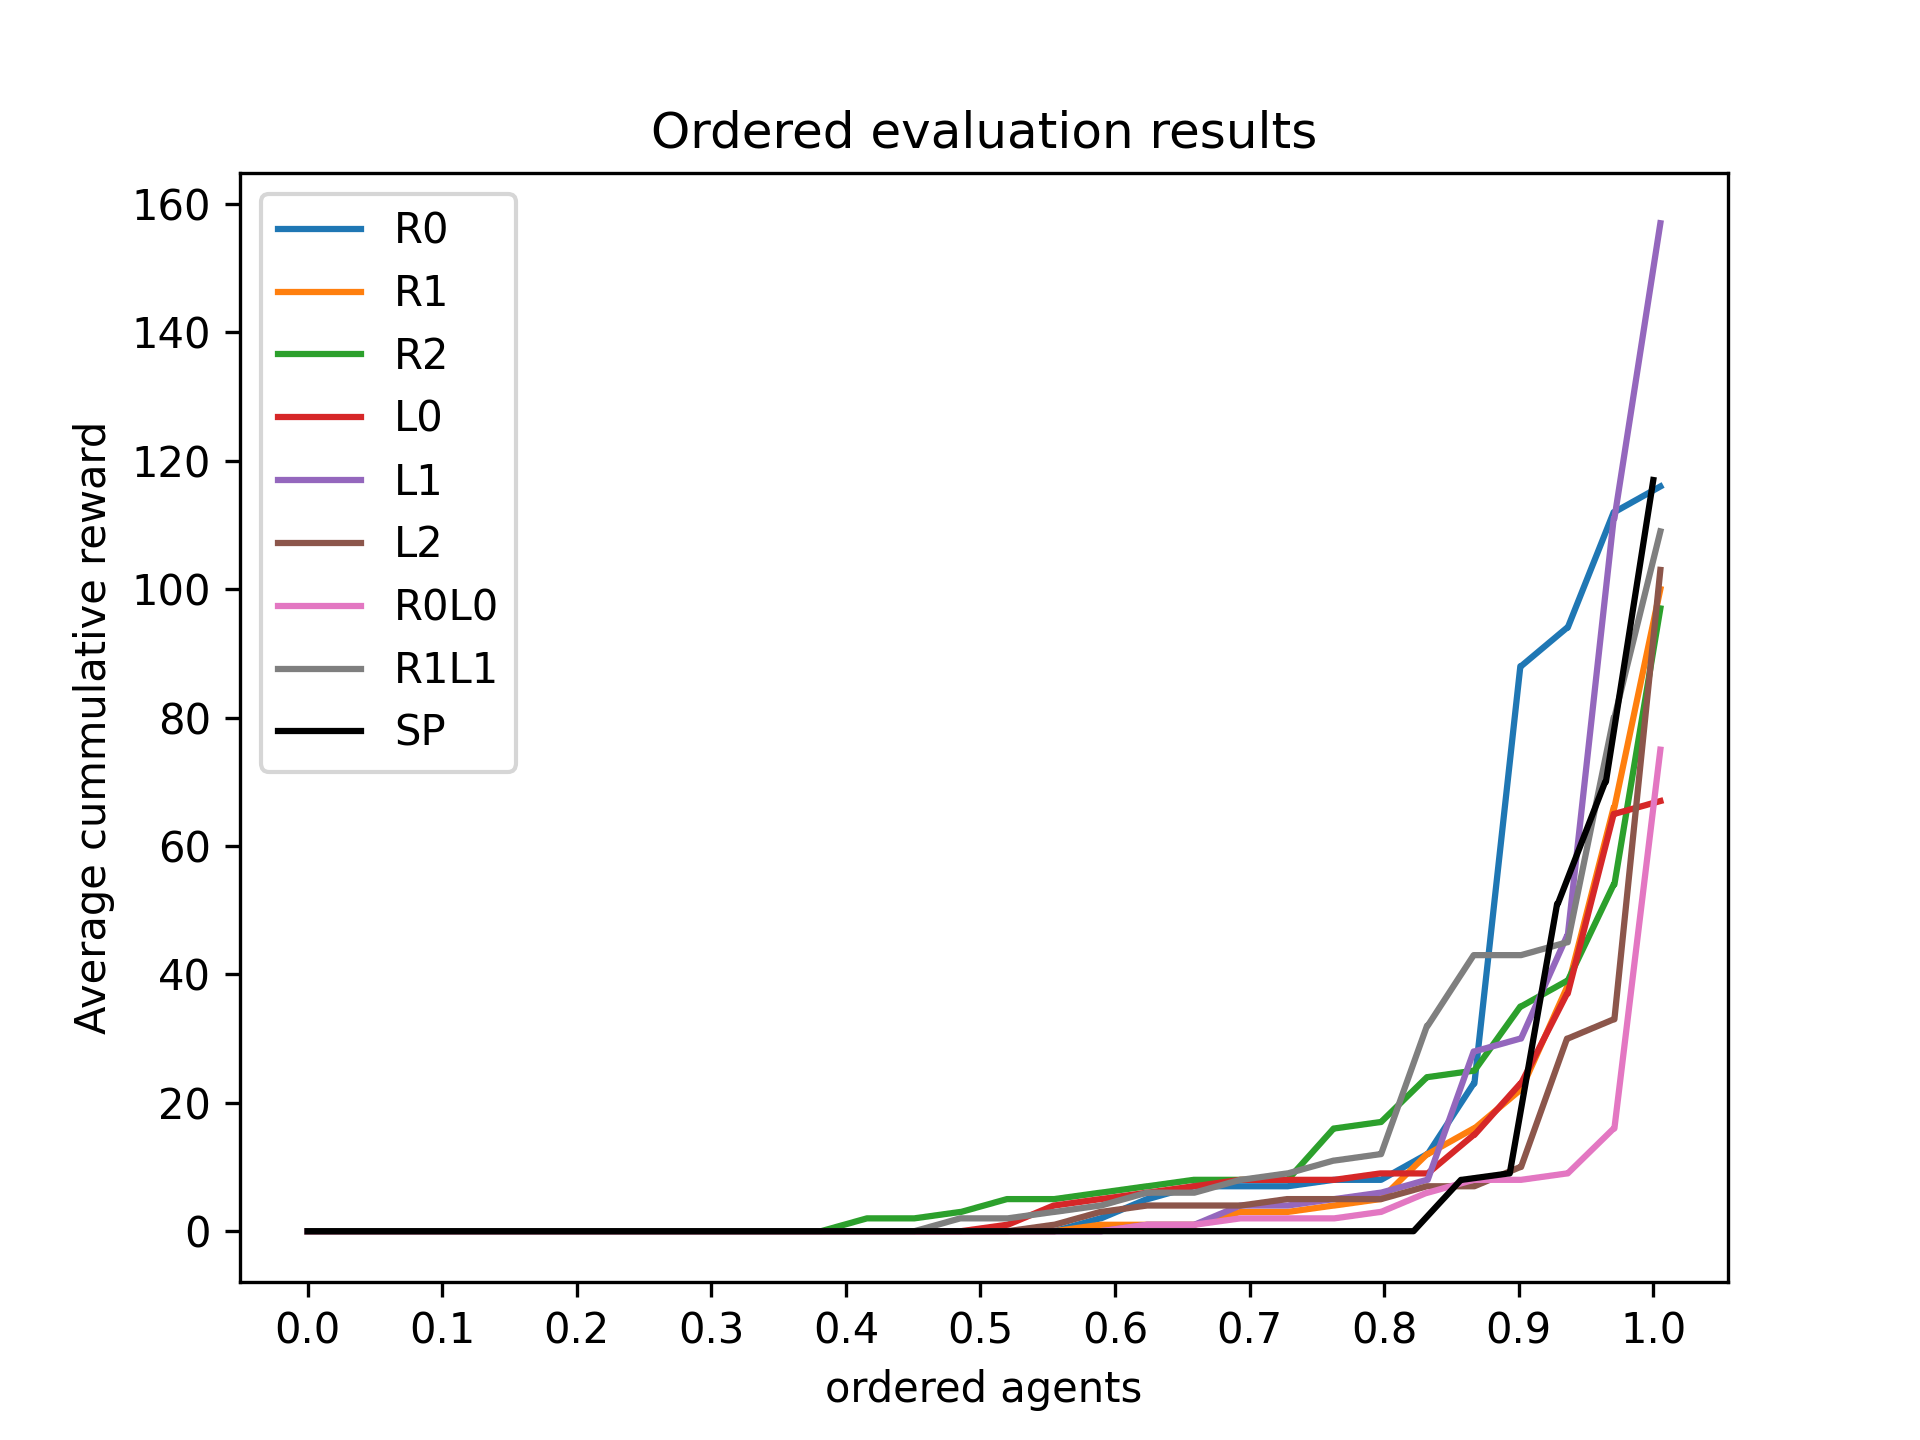 Ordered evaluation results
Average cummulative reward
160
140
120
100
80
60
40
20
0
R0
R1
R2
L0
L1
L2
R0L0
R1L1
SP
0.0 0.1 0.2 0.3 0.4 0.5 0.6 0.7 0.8 0.9 1.0
ordered agents